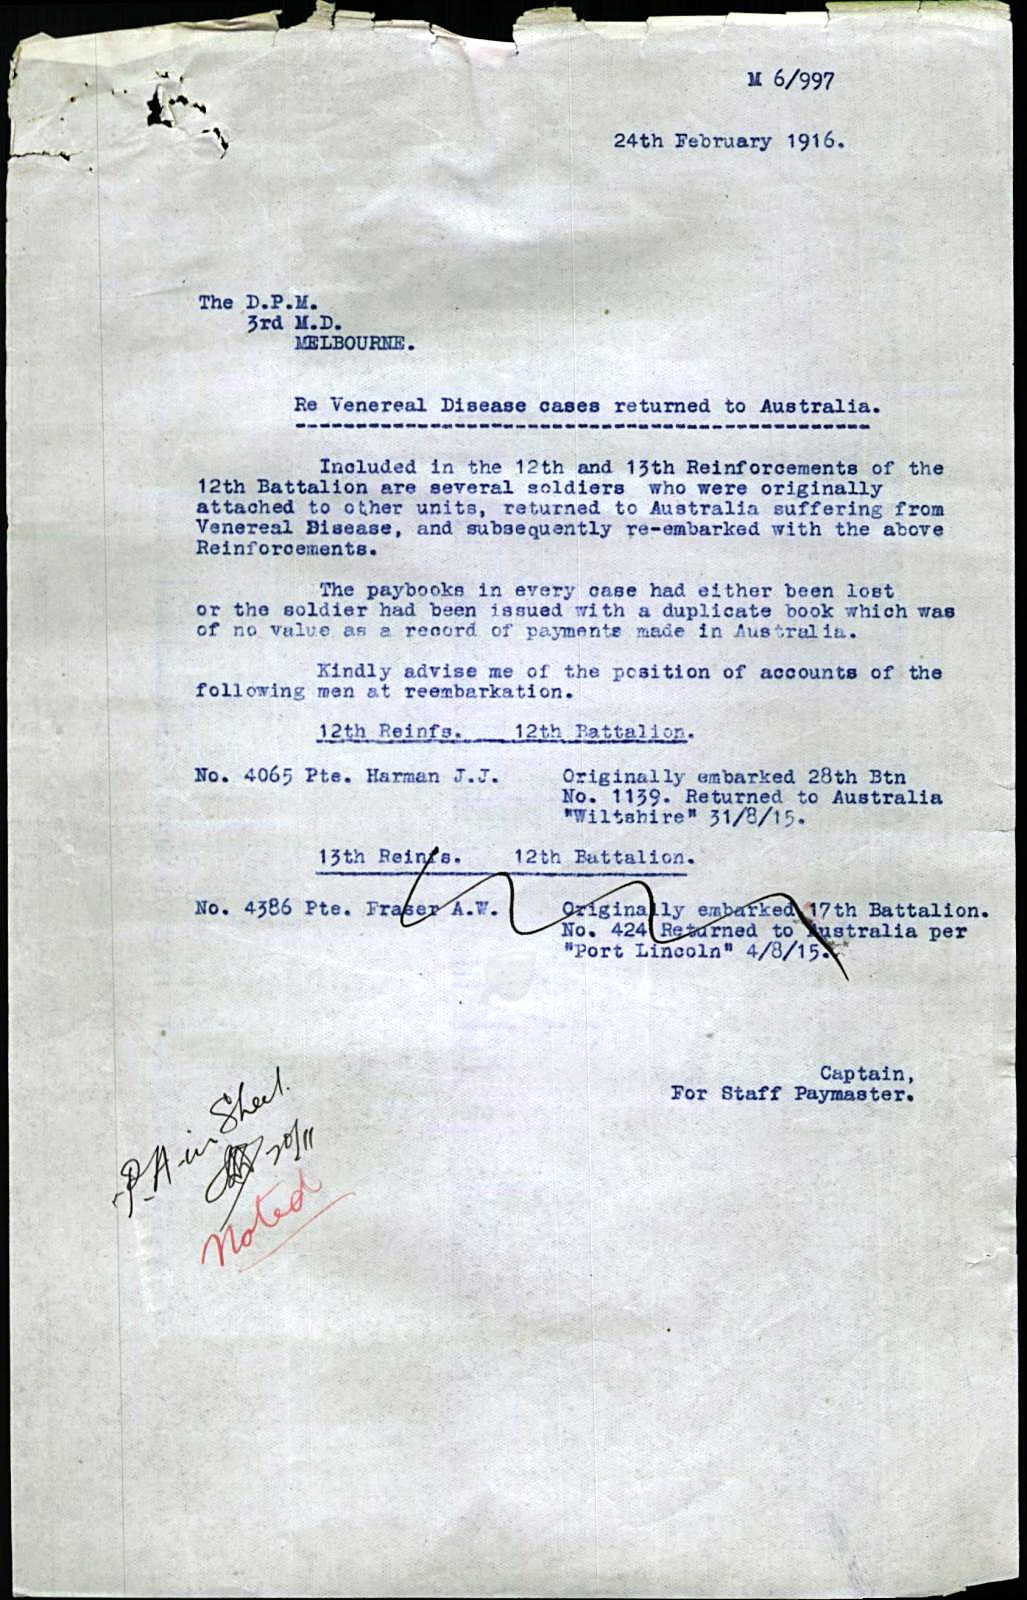 M 6/997
24th February 1916.
The D.P.M.
3rd M.D.
MELBOURNE.
Re Venereal Disease cases returned to Australia.
Included in the 12th and 13th Reinforcements of the
12th Battalion are several soldiers who were originally
attached to other units, returned to Australia suffering from
Venereal Disease, and subsequently re-embarked with the above
Reinforcements.
The paybooks in every case had either been lost
or the soldier had been issued with a duplicate book which was
of no value as a record of payments made in Australia.
Kindly advise me of the position of accounts of the
following men at reembarkation.
12th Reinfs. 12th Battalion.
No. 4065 Pte. Harman J.J. Originally embarked 28th Btn
No. 1139. Returned to Australia
"Wiltshire" 31/8/15.
13th Reinfs. 12th Battalion.
No. 4386 Pte. Fraser A.W. Originally embarked 17th Battalion.
No. 424 Returned to Australia per
"Port Lincoln" 4/8/15.
Captain,
For Staff Paymaster.
in Sheet.
20/11
Noted